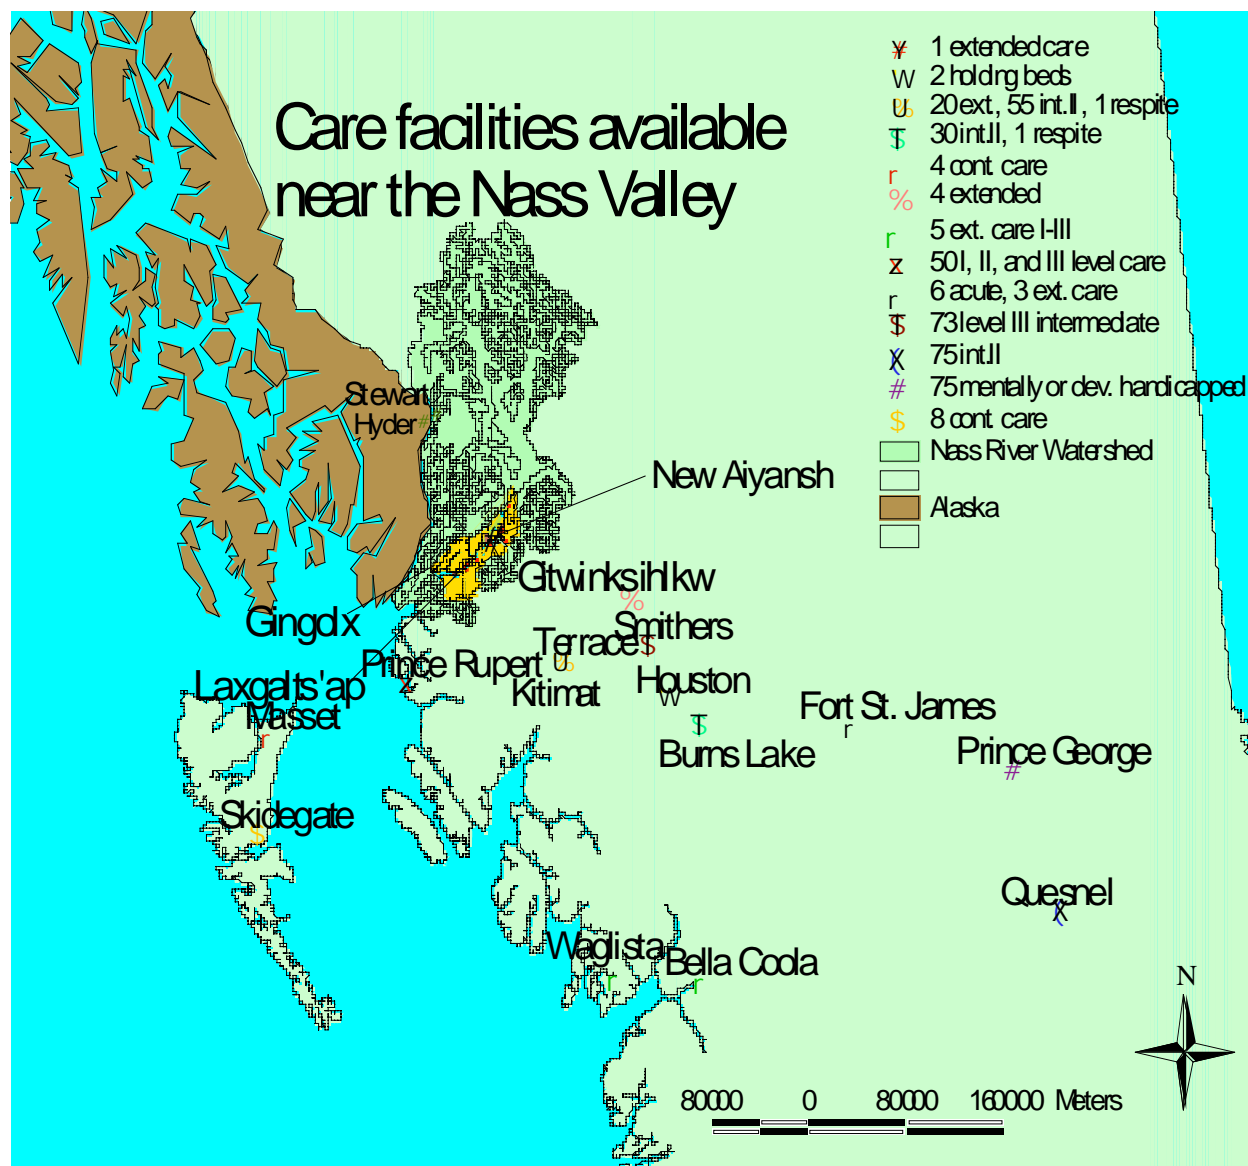 Care facilities available
near the Nass Valley
1 extended care
W 2 holding beds
20 ext., 55 int.II, 1 respite
30 int.II, 1 respite
r 4 cont. care
% 4 extended
r 5 ext. care I-III
50 I, II, and III level care
r 6 acute, 3 ext. care
73 level III intermediate
75 int.II
# 75 mentally or dev. handicapped
$ 8 cont. care
Nass River Watershed
Alaska
Stewart
Hyder #
New Aiyansh
Gitwinksihlkw
%
Gingolx
Smithers
Terrace
Prince Rupert
Laxgalts'ap
Kitimat
Houston
W
Masset
r
Fort St. James
r
Burns Lake
Prince George
#
Skidegate
$
Quesnel
Waglista
r
Bella Coola
r
N
80000 0 80000 160000 Meters